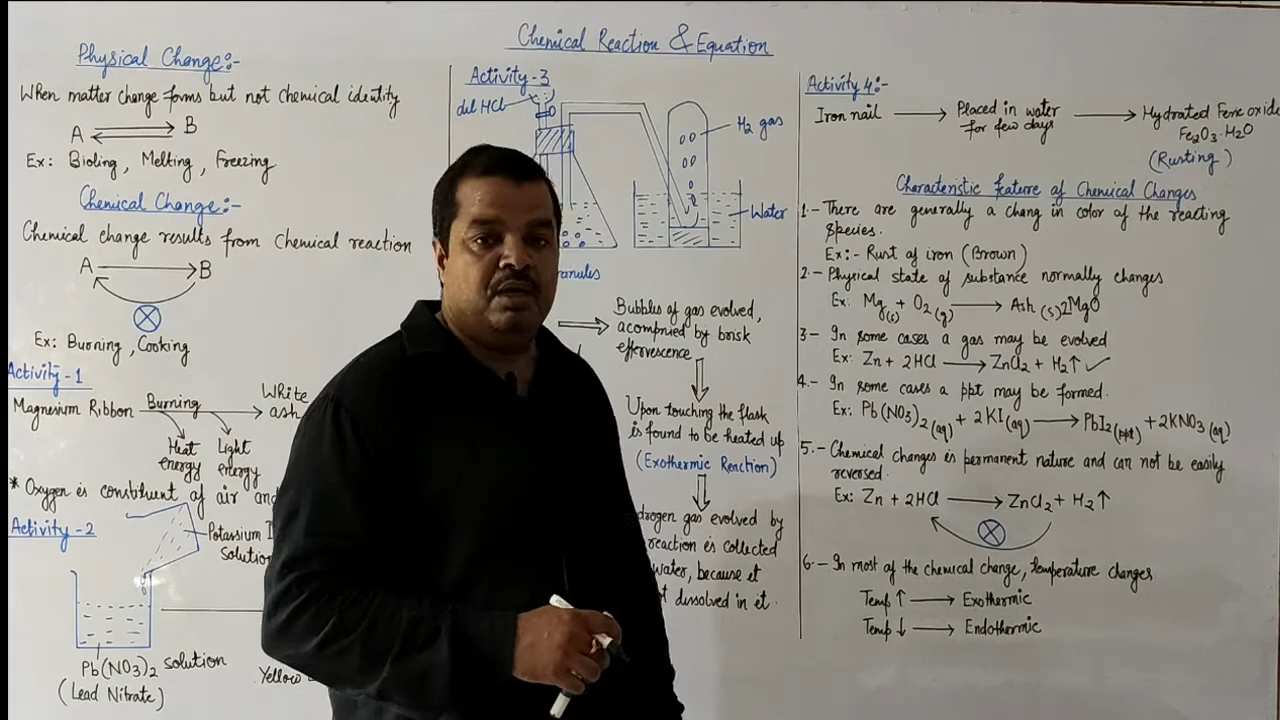 Chemical Reaction & Equation
Physical Change:-
When matter change forms but not chemical identity
A B
Ex: Bioling, Melting, Freezing
Chemical Change:-
Chemical change results from Chemical reaction
A B
Ex: Burning, Cooking
Activity-1
Magnesium Ribbon Burning White
ash
Heat
energy
Light
energy
* Oxygen is constituent of air and
Activity-2
Potassium
Solution
Pb(NO3)2 solution
(Lead Nitrate)
Yellow
Activity-3
dil HCl
H2 gas
Water
Bubbles of gas evolved,
acompnied by brisk
effervescence
Upon touching the flask
is found to be heated up
(Exothermic Reaction)
gas evolved by
reaction is collected
water, because et
dissolved in et.
Activity 4:-
Iron nail → Placed in water
for few days → Hydrated Ferric oxide
Fe2O3.H2O
(Rusting)
Characteristic feature of Chemical Changes
1.- There are generally a chang in color of the reacting
species.
Ex:- Rust of iron (Brown)
2.- Physical state of substance normally changes
Ex: Mg(s) + O2(g) → Ash(s)2MgO
3.- In some cases a gas may be evolved
Ex: Zn + 2HCl → ZnCl2 + H2↑ ✓
4.- In some cases a ppt may be formed.
Ex: Pb(NO3)2(aq) + 2KI(aq) → PbI2(ppt) + 2KNO3(aq)
5.- Chemical changes is permanent nature and can not be easily
reversed.
Ex: Zn + 2HCl → ZnCl2 + H2↑
6.- In most of the chemical change, temperature changes
Temp ↑ → Exothermic
Temp ↓ → Endothermic